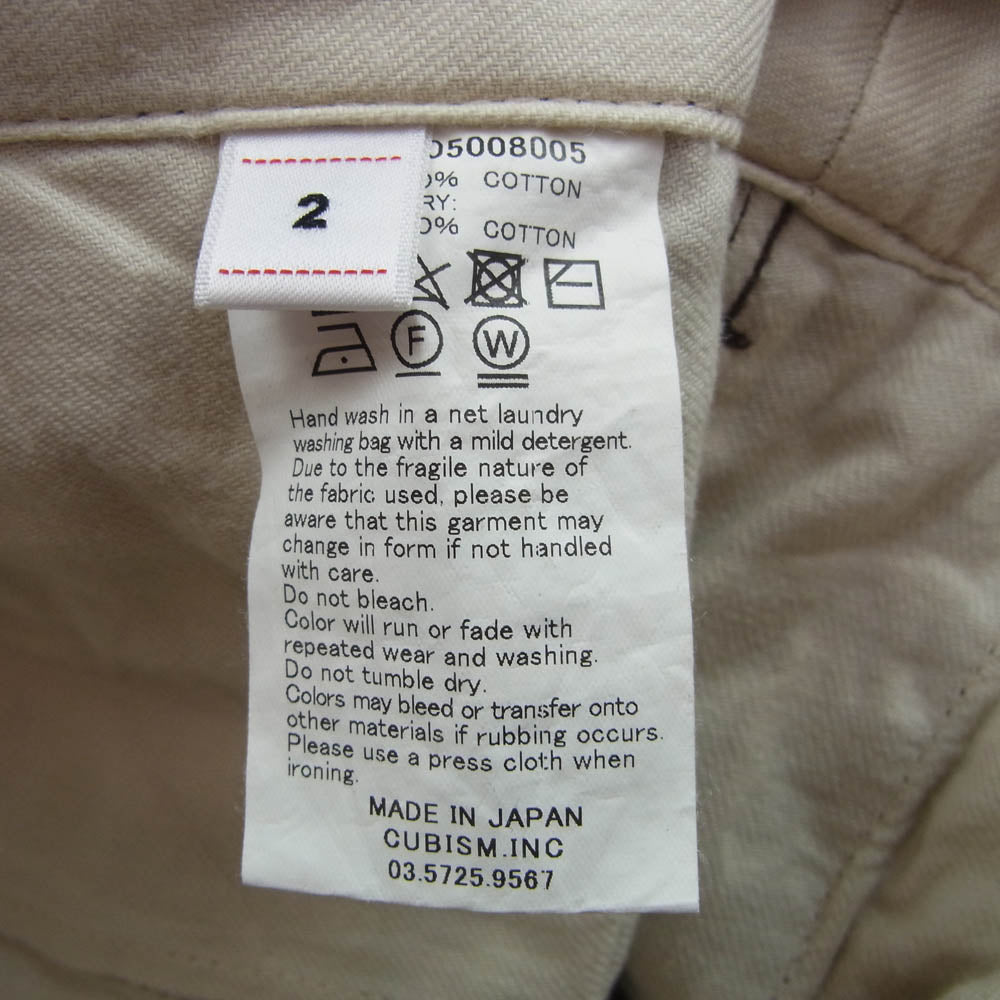 2
05008005
0% COTTON
RY:
0% COTTON
F
W
Hand wash in a net laundry
washing bag with a mild detergent.
Due to the fragile nature of
the fabric used, please be
aware that this garment may
change in form if not handled
with care.
Do not bleach.
Color will run or fade with
repeated wear and washing.
Do not tumble dry.
Colors may bleed or transfer onto
other materials if rubbing occurs.
Please use a press cloth when
ironing.
MADE IN JAPAN
CUBISM.INC
03.5725.9567